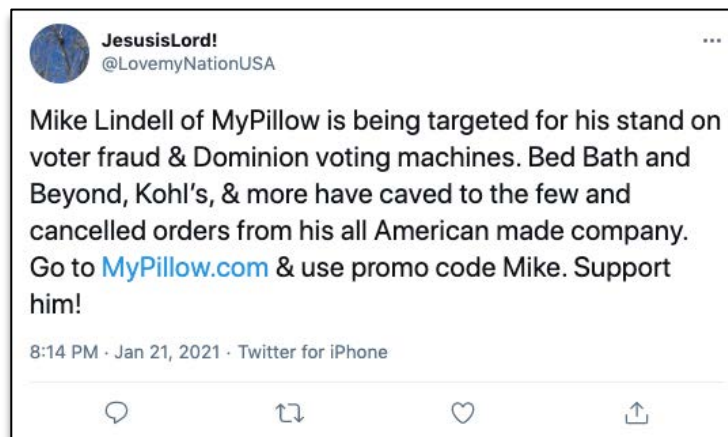 JesusisLord!
@LovemyNationUSA
Mike Lindell of MyPillow is being targeted for his stand on
voter fraud & Dominion voting machines. Bed Bath and
Beyond, Kohl's, & more have caved to the few and
cancelled orders from his all American made company.
Go to MyPillow.com & use promo code Mike. Support
him!
8:14 PM · Jan 21, 2021 · Twitter for iPhone